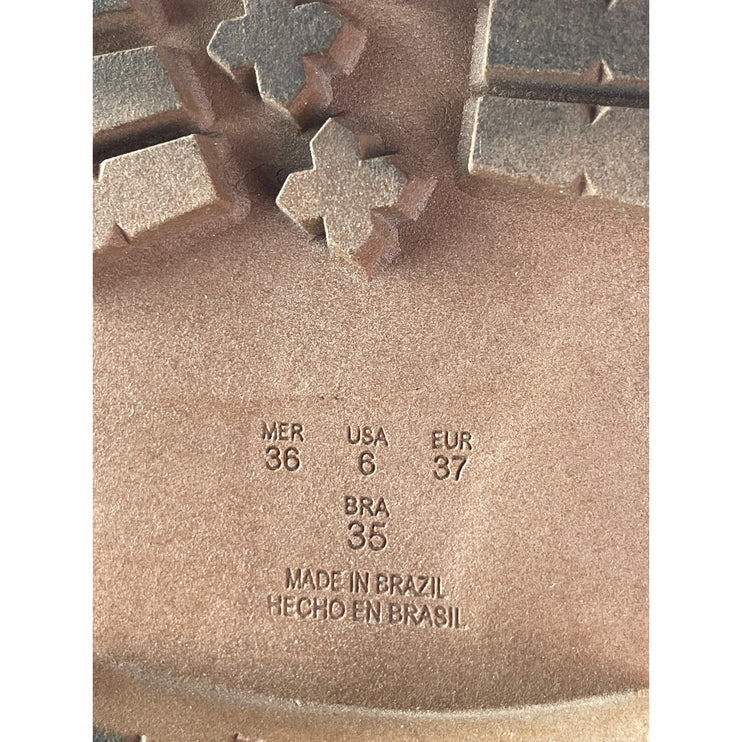 MER USA EUR
36 6 37
BRA
35
MADE IN BRAZIL
HECHO EN BRASIL